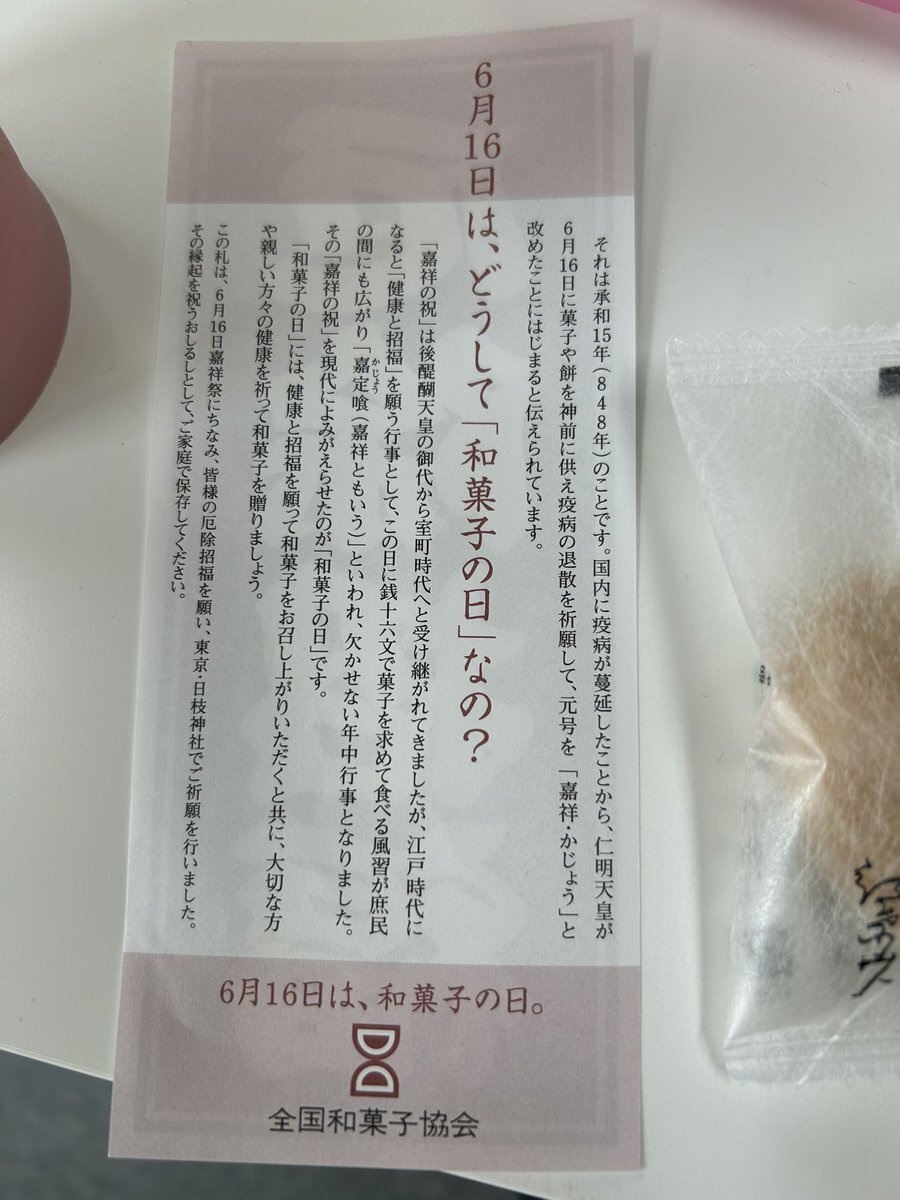 6月16日は、どうして「和菓子の日」なの?
それは承和15年(848年)のことです。国内に疫病が蔓延したことから、仁明天皇が
6月16日に菓子や餅を神前に供え疫病の退散を祈願して、元号を「嘉祥・かじょう」と
改めたことにはじまると伝えられています。
「嘉祥の祝」は後醍醐天皇の御代から室町時代へと受け継がれてきましたが、江戸時代に
なると「健康と招福」を願う行事として、この日に銭十六文で菓子を求めて食べる風習が庶民
の間にも広がり「嘉定喰(嘉祥ともいう)」といわれ、欠かせない年中行事となりました。
かじょう
その「嘉祥の祝」を現代によみがえらせたのが「和菓子の日」です。
「和菓子の日」には、健康と招福を願って和菓子をお召し上がりいただくと共に、大切な方
や親しい方々の健康を祈って和菓子を贈りましょう。
この札は、6月16日嘉祥祭にちなみ、皆様の厄除招福を願い、東京・日枝神社でご祈願を行いました。
その縁起を祝うおしるしとして、ご家庭で保存してください。
6月16日は、和菓子の日。
全国和菓子協会